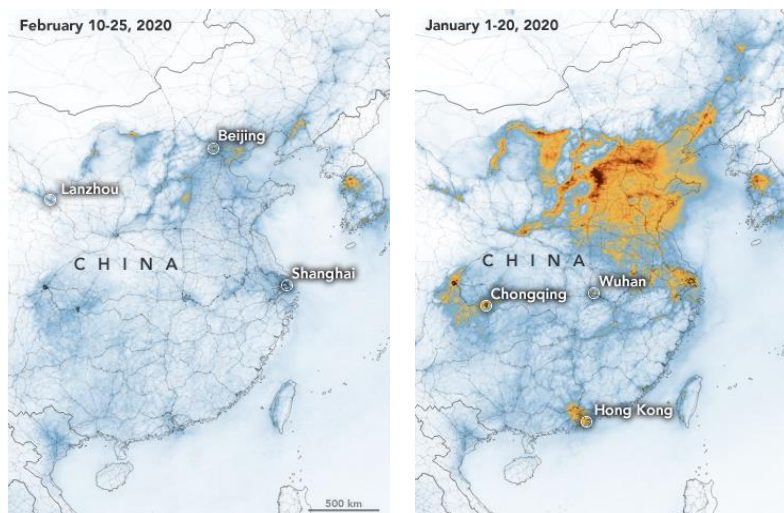 February 10-25, 2020
Beijing
Lanzhou
CHINA
Shanghai
500 km
January 1-20, 2020
CHINA
Wuhan
Chongqing
Hong Kong